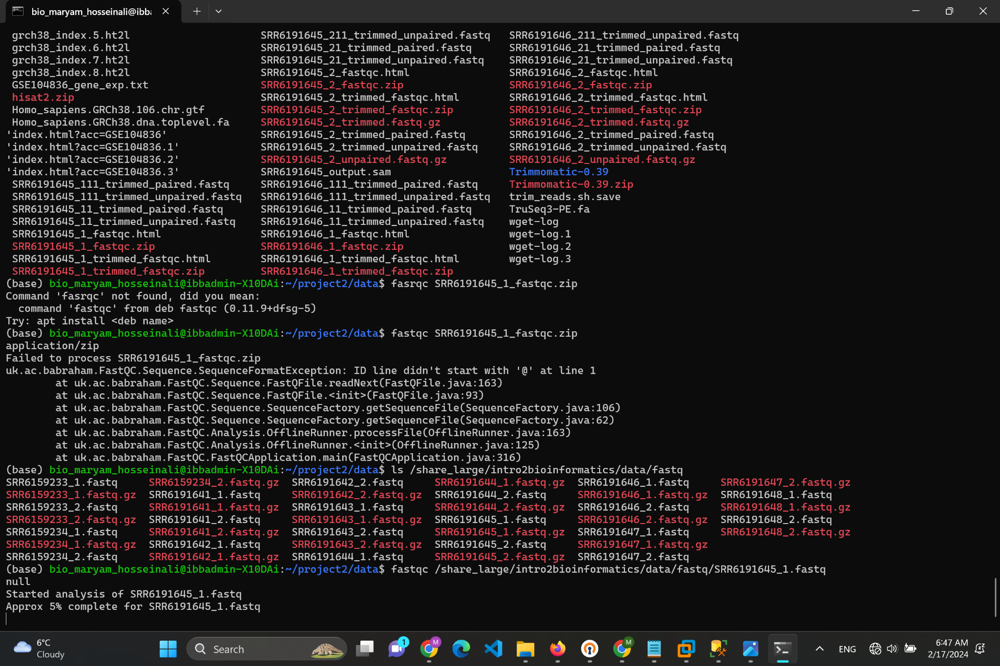 bio_maryam_hosseinali@ibba
grch38_index.5.ht2l SRR6191645_211_trimmed_unpaired.fastq SRR6191646_211_trimmed_unpaired.fastq
grch38_index.6.ht2l SRR6191645_21_trimmed_paired.fastq SRR6191646_21_trimmed_paired.fastq
grch38_index.7.ht2l SRR6191645_21_trimmed_unpaired.fastq SRR6191646_21_trimmed_unpaired.fastq
grch38_index.8.ht2l SRR6191645_2_fastqc.html SRR6191646_2_fastqc.html
GSE104836_gene_exp.txt SRR6191645_2_fastqc.zip SRR6191646_2_fastqc.zip
hisat2.zip SRR6191645_2_trimmed_fastqc.html SRR6191646_2_trimmed_fastqc.html
Homo_sapiens.GRCh38.106.chr.gtf SRR6191645_2_trimmed_fastqc.zip SRR6191646_2_trimmed_fastqc.zip
Homo_sapiens.GRCh38.dna.toplevel.fa SRR6191645_2_trimmed.fastq.gz SRR6191646_2_trimmed.fastq.gz
'index.html?acc=GSE104836' SRR6191645_2_trimmed_paired.fastq SRR6191646_2_trimmed_paired.fastq
'index.html?acc=GSE104836.1' SRR6191645_2_trimmed_unpaired.fastq SRR6191646_2_trimmed_unpaired.fastq
'index.html?acc=GSE104836.2' SRR6191645_2_unpaired.fastq.gz SRR6191646_2_unpaired.fastq.gz
'index.html?acc=GSE104836.3' SRR6191645_output.sam Trimmomatic-0.39
SRR6191645_111_trimmed_paired.fastq SRR6191646_111_trimmed_paired.fastq Trimmomatic-0.39.zip
SRR6191645_111_trimmed_unpaired.fastq SRR6191646_111_trimmed_unpaired.fastq trim_reads.sh.save
SRR6191645_11_trimmed_paired.fastq SRR6191646_11_trimmed_paired.fastq TruSeq3-PE.fa
SRR6191645_11_trimmed_unpaired.fastq SRR6191646_11_trimmed_unpaired.fastq wget-log
SRR6191645_1_fastqc.html SRR6191646_1_fastqc.html wget-log.1
SRR6191645_1_fastqc.zip SRR6191646_1_fastqc.zip wget-log.2
SRR6191645_1_trimmed_fastqc.html SRR6191646_1_trimmed_fastqc.html wget-log.3
SRR6191645_1_trimmed_fastqc.zip SRR6191646_1_trimmed_fastqc.zip
(base) bio_maryam_hosseinali@ibbadmin-X10DAi:~/project2/data$ fasrqc SRR6191645_1_fastqc.zip
Command 'fasrqc' not found, did you mean:
command 'fastqc' from deb fastqc (0.11.9+dfsg-5)
Try: apt install <deb name>
(base) bio_maryam_hosseinali@ibbadmin-X10DAi:~/project2/data$ fastqc SRR6191645_1_fastqc.zip
application/zip
Failed to process SRR6191645_1_fastqc.zip
uk.ac.babraham.FastQC.Sequence.SequenceFormatException: ID line didn't start with '@' at line 1
at uk.ac.babraham.FastQC.Sequence.FastQFile.readNext(FastQFile.java:163)
at uk.ac.babraham.FastQC.Sequence.FastQFile.<init>(FastQFile.java:93)
at uk.ac.babraham.FastQC.Sequence.SequenceFactory.getSequenceFile(SequenceFactory.java:106)
at uk.ac.babraham.FastQC.Sequence.SequenceFactory.getSequenceFile(SequenceFactory.java:62)
at uk.ac.babraham.FastQC.Analysis.OfflineRunner.processFile(OfflineRunner.java:163)
at uk.ac.babraham.FastQC.Analysis.OfflineRunner.<init>(OfflineRunner.java:125)
at uk.ac.babraham.FastQC.FastQCApplication.main(FastQCApplication.java:316)
(base) bio_maryam_hosseinali@ibbadmin-X10DAi:~/project2/data$ ls /share_large/intro2bioinformatics/data/fastq
SRR6159233_1.fastq SRR6159234_2.fastq.gz SRR6191642_2.fastq SRR6191644_1.fastq.gz SRR6191646_1.fastq SRR6191647_2.fastq.gz
SRR6159233_1.fastq.gz SRR6191641_1.fastq SRR6191642_2.fastq.gz SRR6191644_2.fastq SRR6191646_1.fastq.gz SRR6191648_1.fastq
SRR6159233_2.fastq SRR6191641_1.fastq.gz SRR6191643_1.fastq SRR6191644_2.fastq.gz SRR6191646_2.fastq SRR6191648_1.fastq.gz
SRR6159233_2.fastq.gz SRR6191641_2.fastq SRR6191643_1.fastq.gz SRR6191645_1.fastq SRR6191646_2.fastq.gz SRR6191648_2.fastq
SRR6159234_1.fastq SRR6191641_2.fastq.gz SRR6191643_2.fastq SRR6191645_1.fastq.gz SRR6191647_1.fastq SRR6191648_2.fastq.gz
SRR6159234_1.fastq.gz SRR6191642_1.fastq SRR6191643_2.fastq.gz SRR6191645_2.fastq SRR6191647_1.fastq.gz
SRR6159234_2.fastq SRR6191642_1.fastq.gz SRR6191644_1.fastq SRR6191645_2.fastq.gz SRR6191647_2.fastq
(base) bio_maryam_hosseinali@ibbadmin-X10DAi:~/project2/data$ fastqc /share_large/intro2bioinformatics/data/fastq/SRR6191645_1.fastq
null
Started analysis of SRR6191645_1.fastq
Approx 5% complete for SRR6191645_1.fastq
6°C
Cloudy
Search
1
M
M
ENG
6:47 AM
2/17/2024